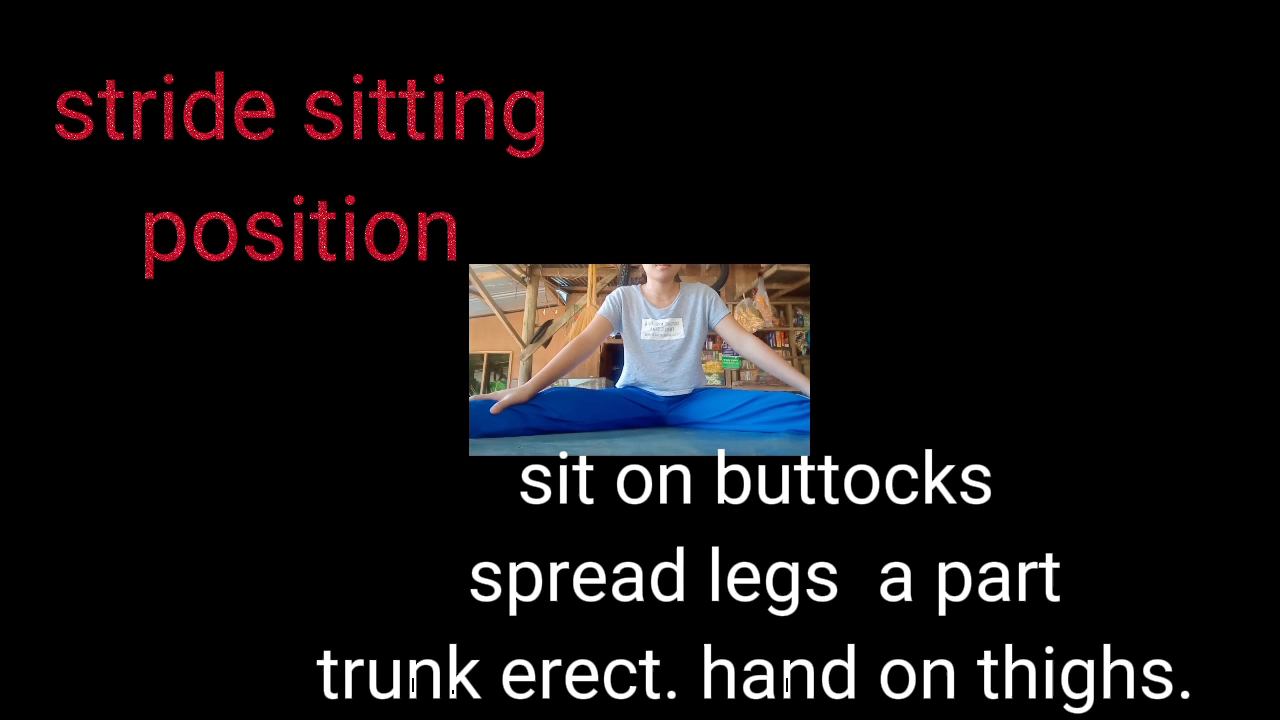 stride sitting
position
sit on buttocks
spread legs  a part
trunk erect. hand on thighs.